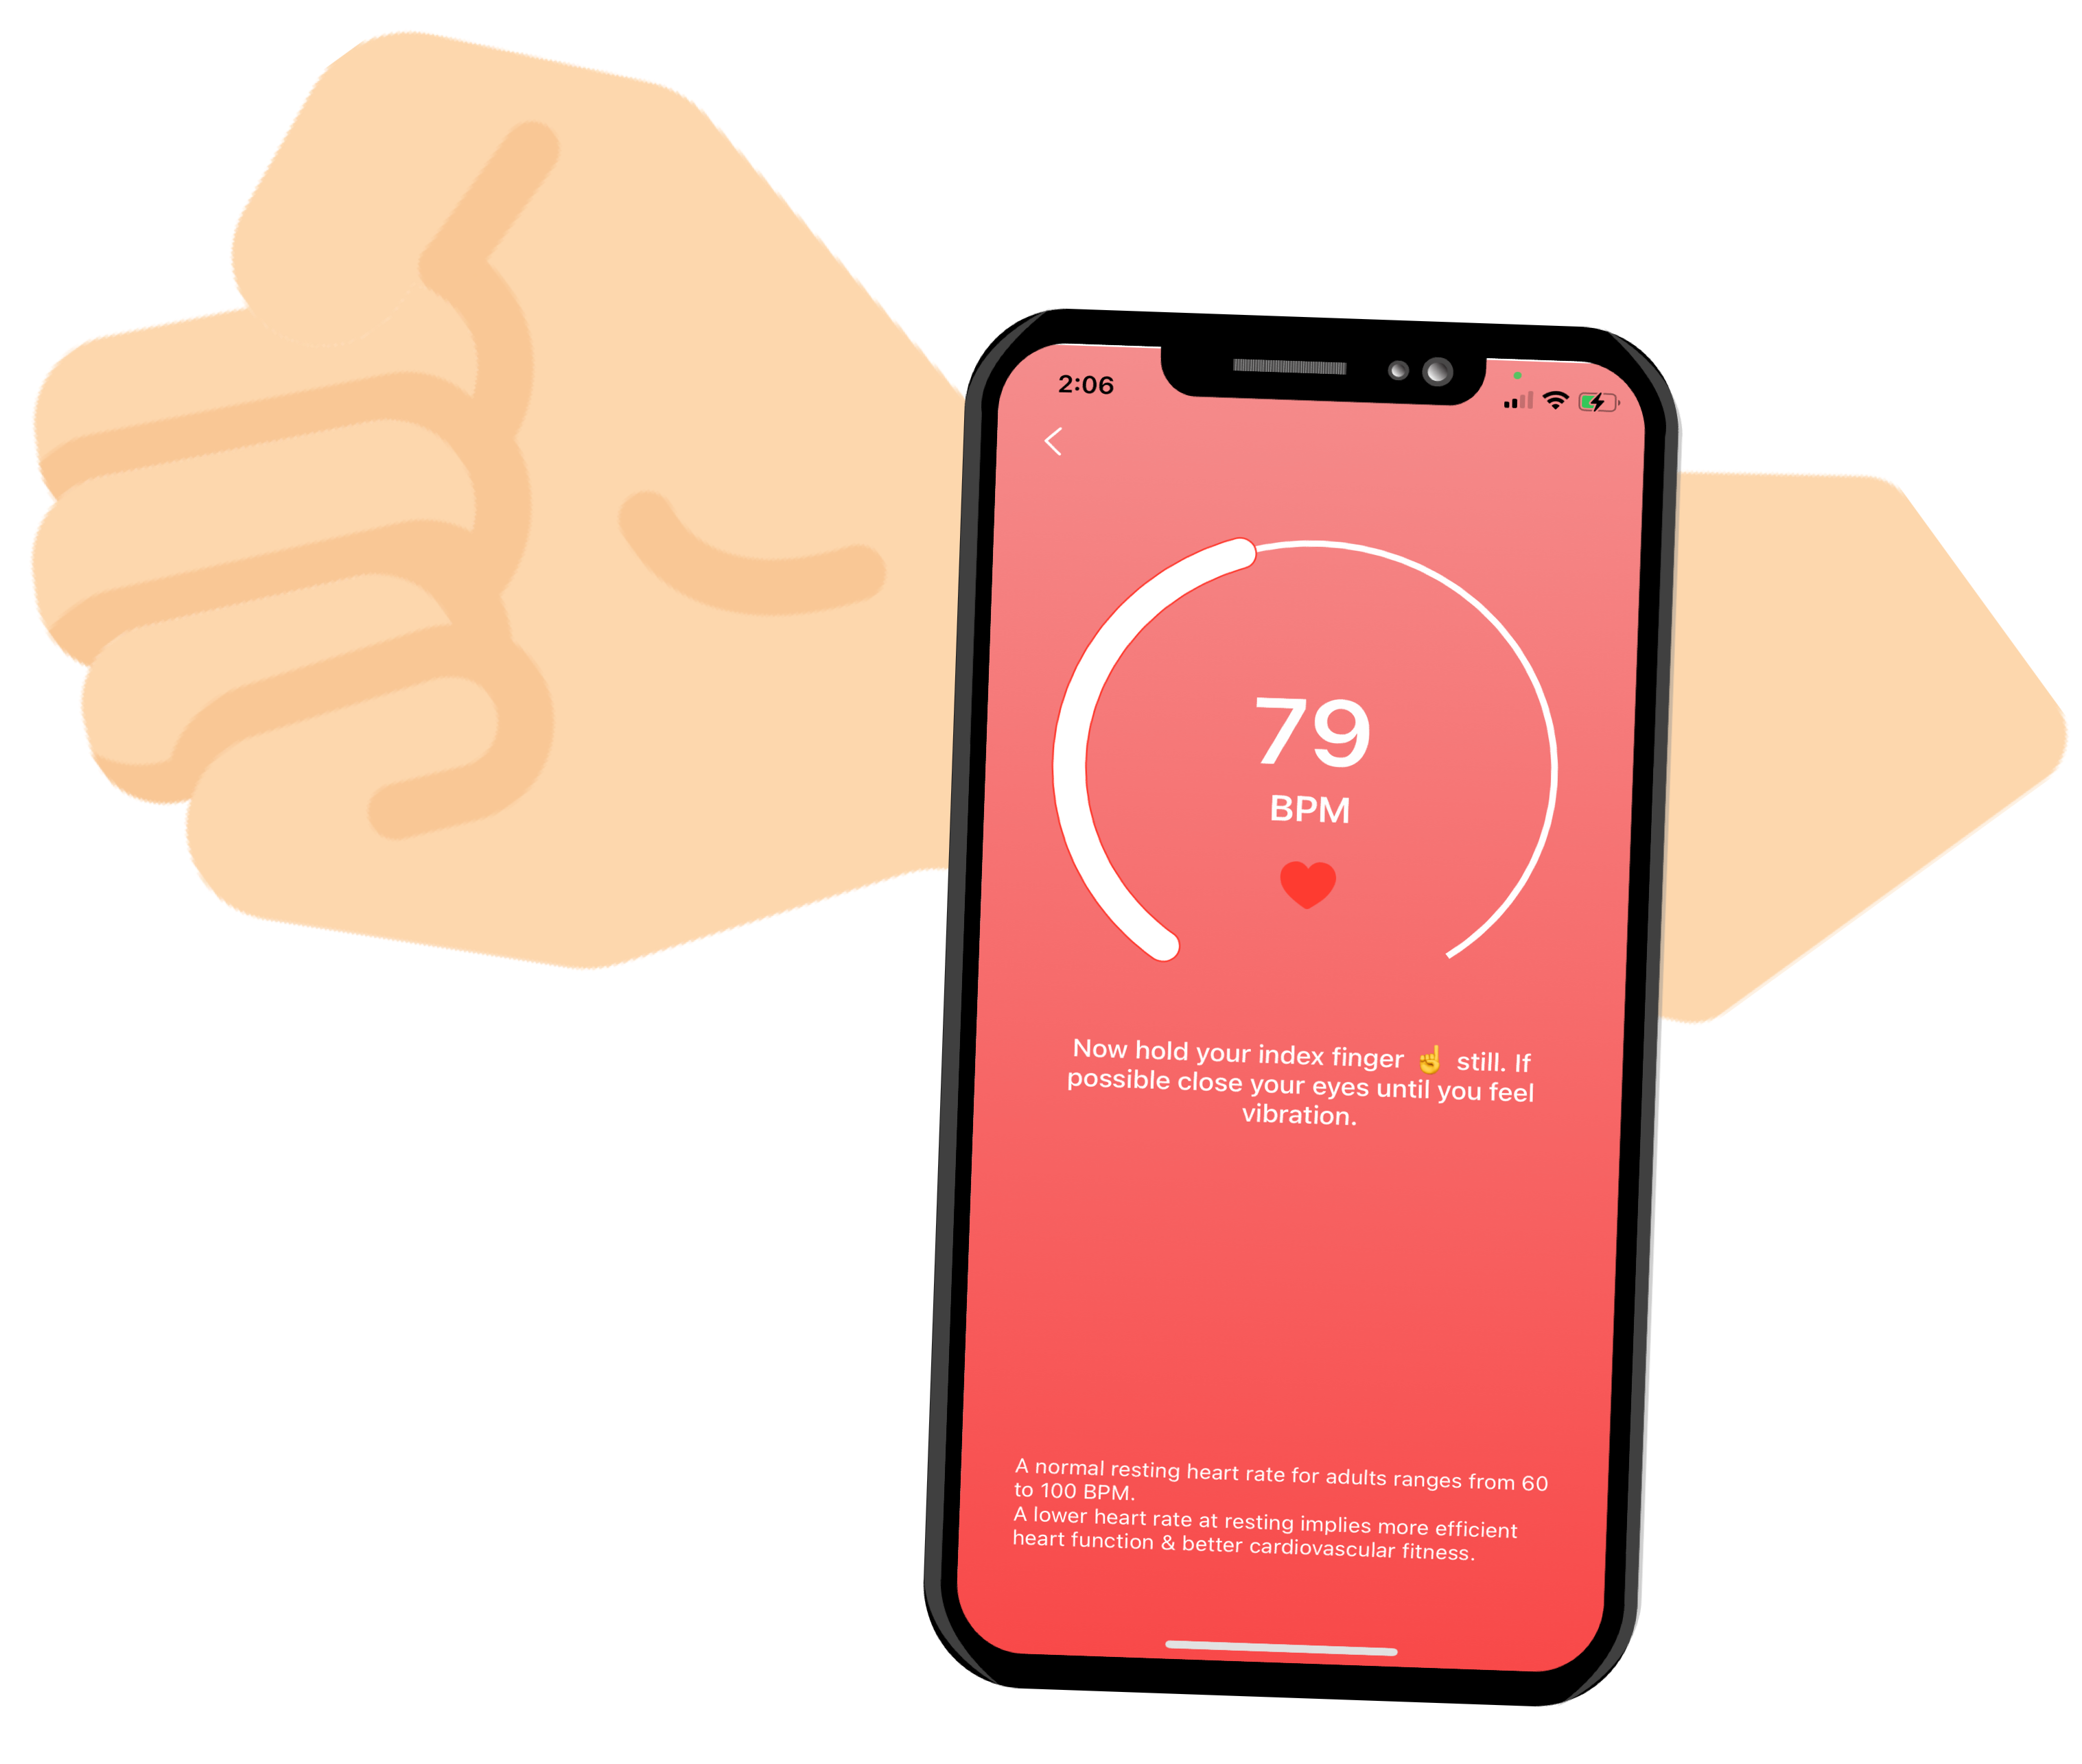 2:06
79
BPM
Now hold your index finger ☝️ still. If
possible close your eyes until you feel
vibration.
A normal resting heart rate for adults ranges from 60
to 100 BPM.
A lower heart rate at resting implies more efficient
heart function & better cardiovascular fitness.